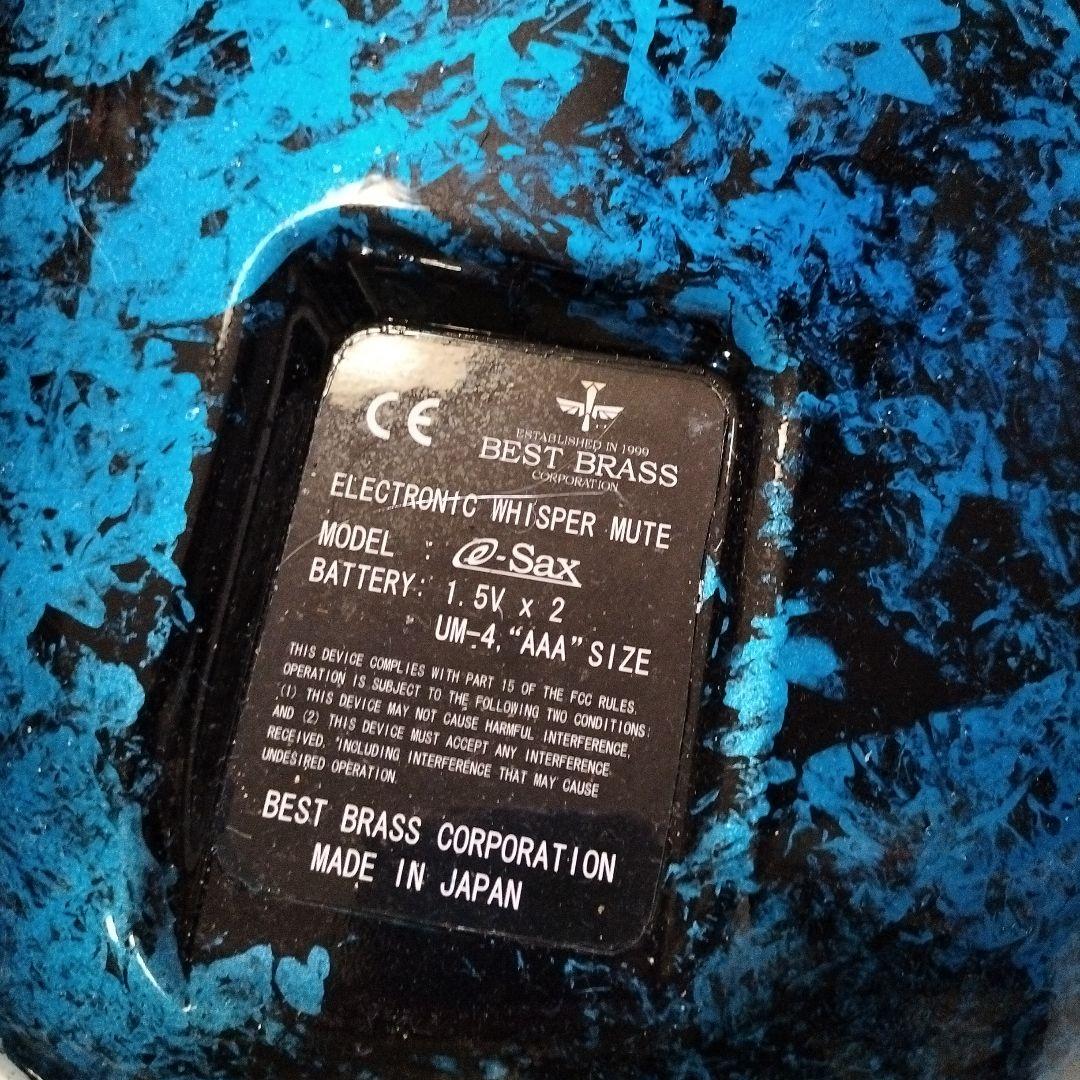 CE
ESTABLISHED IN 1999
BEST BRASS
CORPORATION
ELECTRONIC WHISPER MUTE
MODEL : e-Sax
BATTERY: 1.5V x 2
UM-4, "AAA" SIZE
THIS DEVICE COMPLIES WITH PART 15 OF THE FCC RULES.
OPERATION IS SUBJECT TO THE FOLLOWING TWO CONDITIONS:
(1) THIS DEVICE MAY NOT CAUSE HARMFUL INTERFERENCE,
AND (2) THIS DEVICE MUST ACCEPT ANY INTERFERENCE
RECEIVED, INCLUDING INTERFERENCE THAT MAY CAUSE
UNDESIRED OPERATION.
BEST BRASS CORPORATION
MADE IN JAPAN